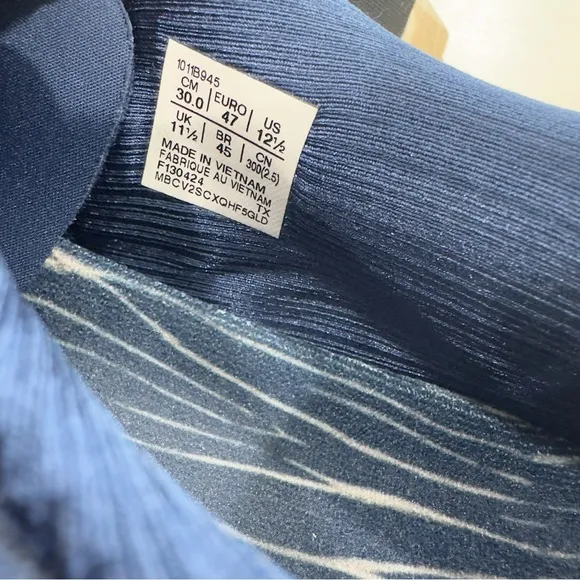 1011B945
CM 30.0 | EURO 47 | US 12½
UK 11½ | BR 45 | CN 300(2.5)
MADE IN VIETNAM
FABRIQUE AU VIETNAM
F130424 TX
MBCV2SCXQHF5GLD